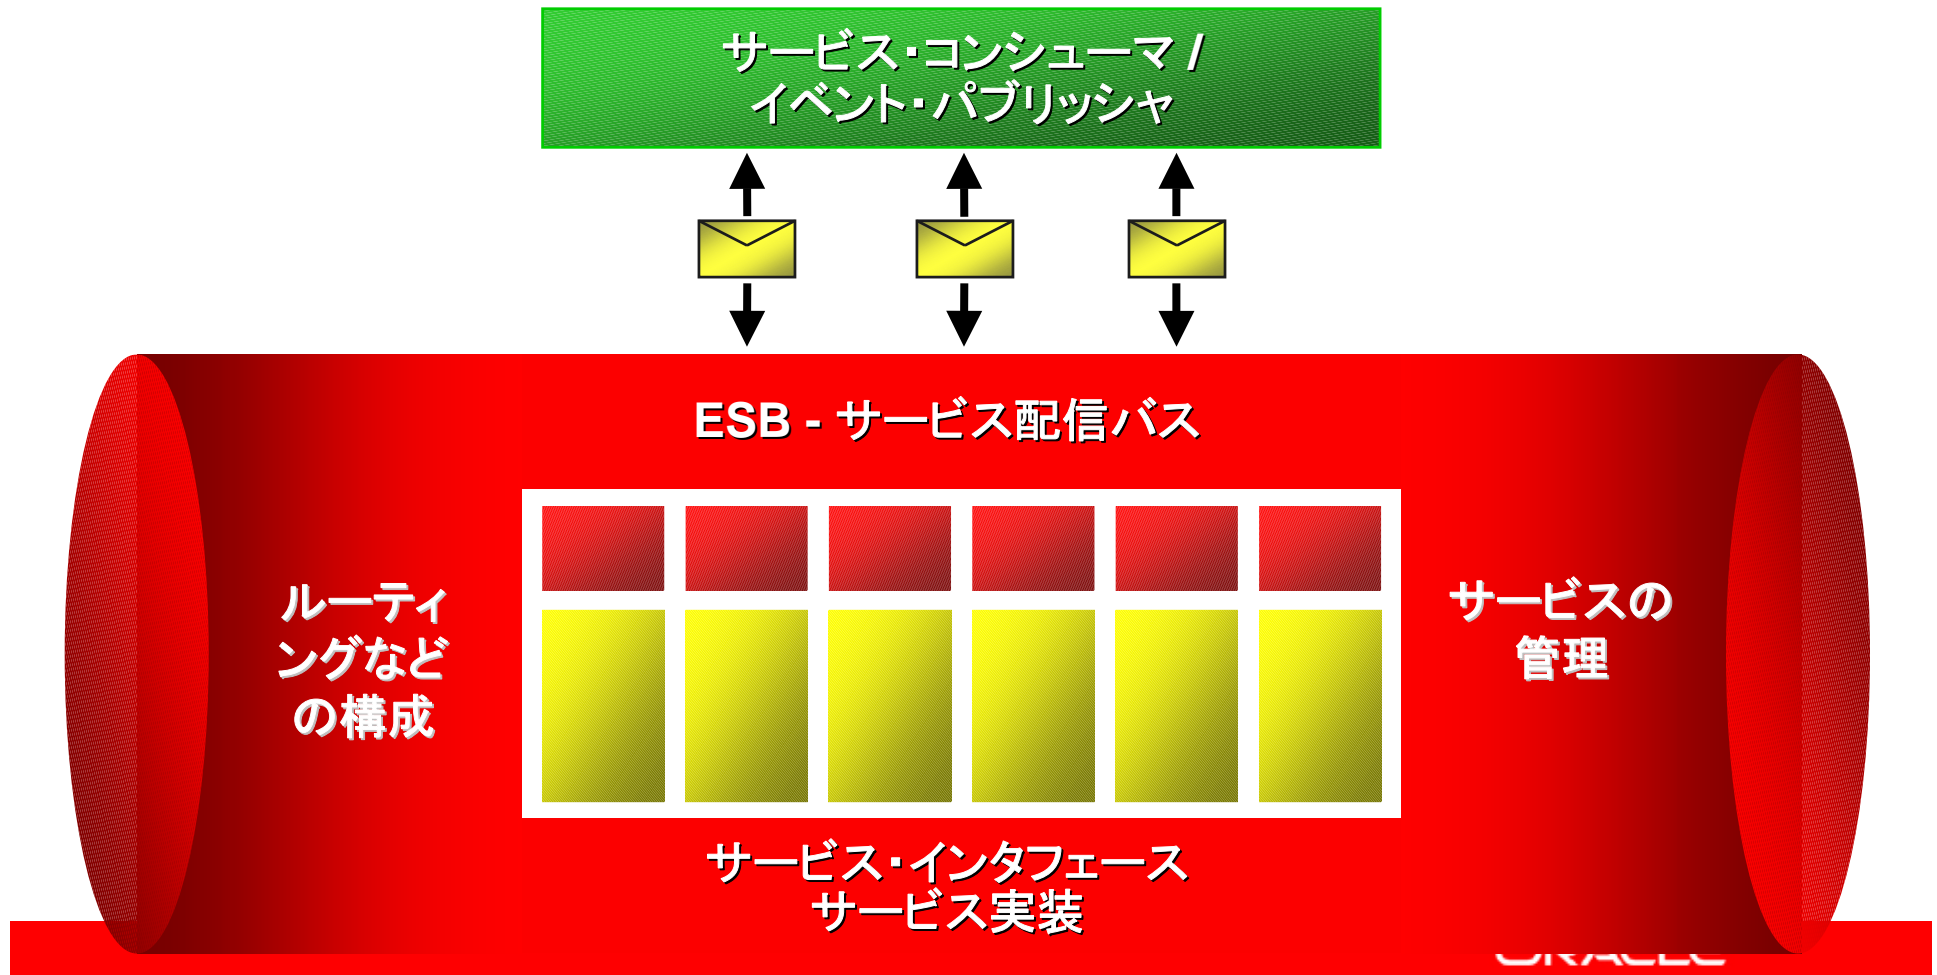 サービス・コンシューマ /
イベント・パブリッシャ
ESB - サービス配信バス
ルーティ
ングなど
の構成
サービスの
管理
サービス・インタフェース
サービス実装